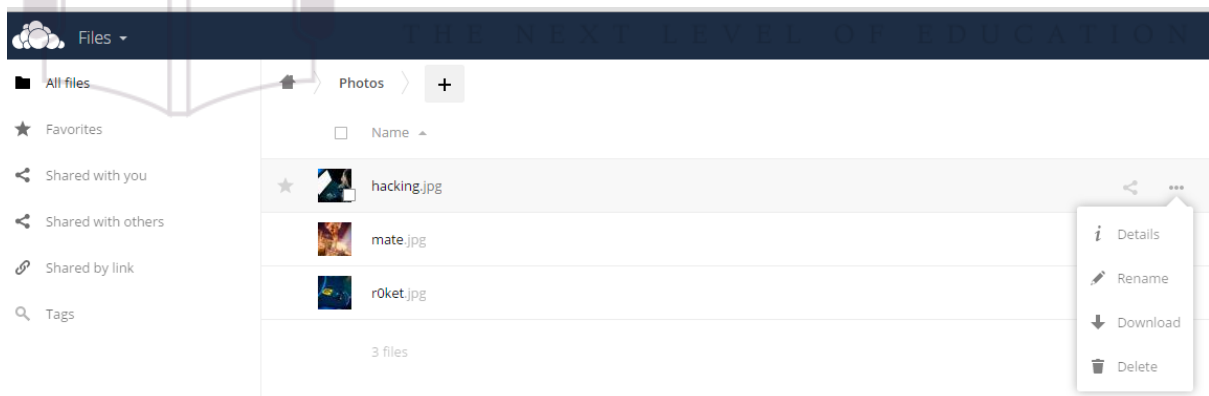 Files
THE NEXT LEVEL OF EDUCATION
All files
Favorites
Shared with you
Shared with others
Shared by link
Tags
Photos
+
Name
hacking.jpg
mate.jpg
r0ket.jpg
3 files
Details
Rename
Download
Delete